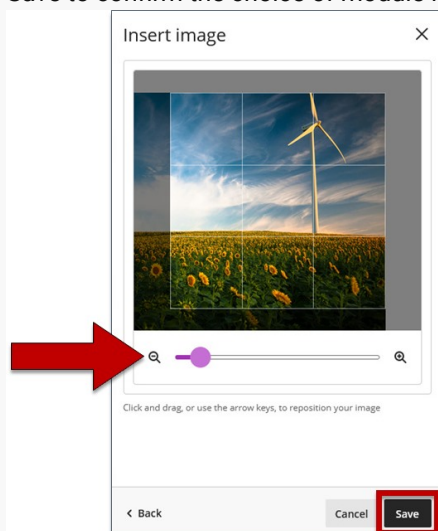 Insert image
Click and drag, or use the arrow keys, to reposition your image
Back
Cancel
Save